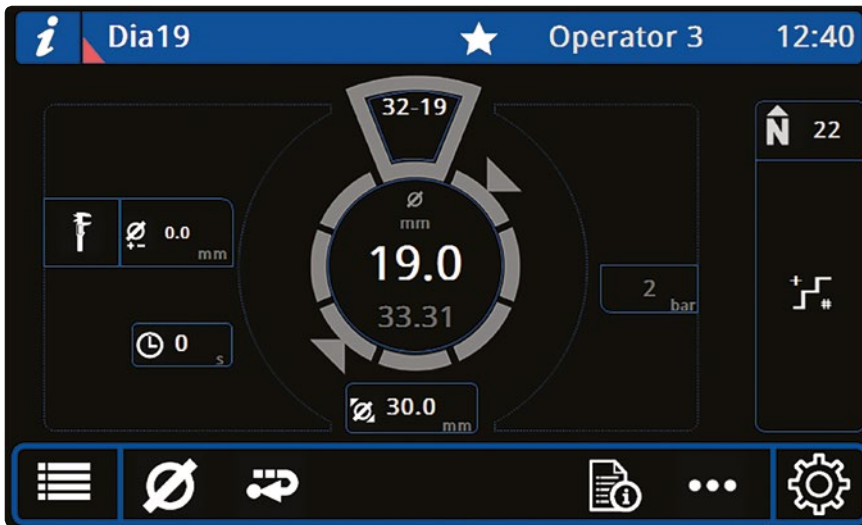 i Dia19 Operator 3 12:40
32-19
N 22
Ø
mm
Ø +- 0.0 mm
19.0
33.31
2 bar
+ #
0 s
Ø 30.0 mm
Ø
i